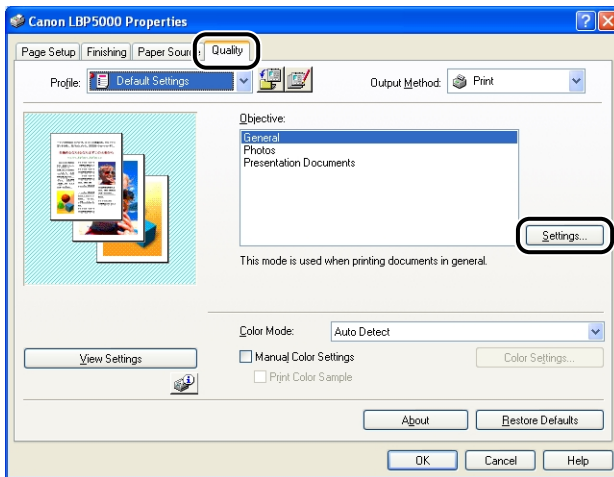 Canon LBP5000 Properties
Page Setup Finishing Paper Source Quality
Profile: Default Settings Output Method: Print
Objective:
General
Photos
Presentation Documents
Settings...
This mode is used when printing documents in general.
Color Mode: Auto Detect
View Settings Manual Color Settings Color Settings...
Print Color Sample
About Restore Defaults
OK Cancel Help